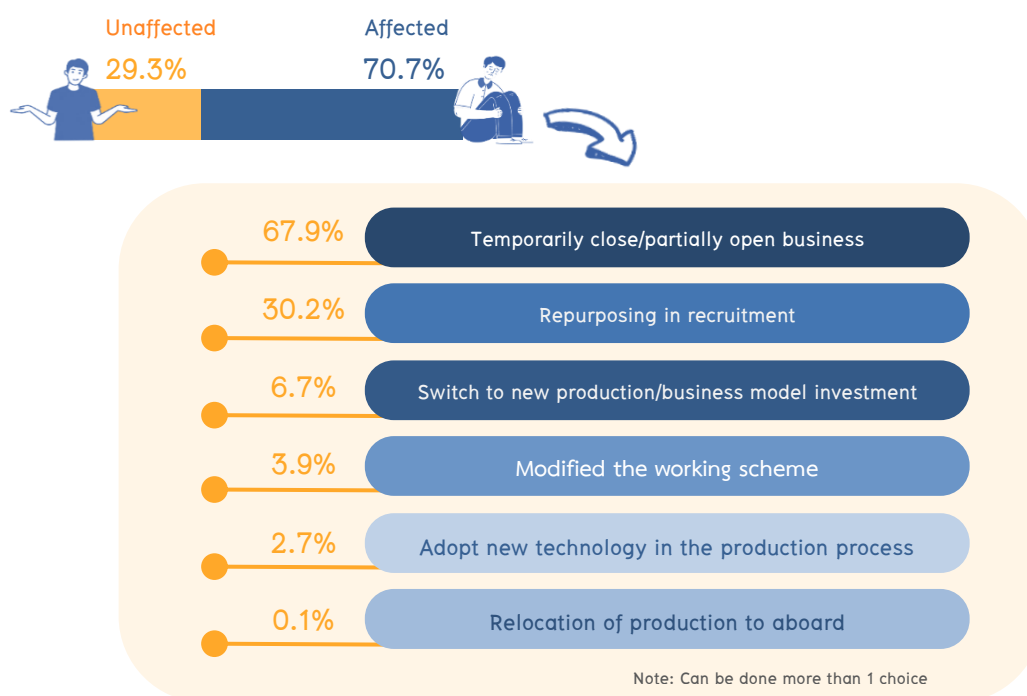 Unaffected
Affected
29.3%
70.7%
67.9%
Temporarily close/partially open business
30.2%
Repurposing in recruitment
6.7%
Switch to new production/business model investment
3.9%
Modified the working scheme
2.7%
Adopt new technology in the production process
0.1%
Relocation of production to aboard
Note: Can be done more than 1 choice